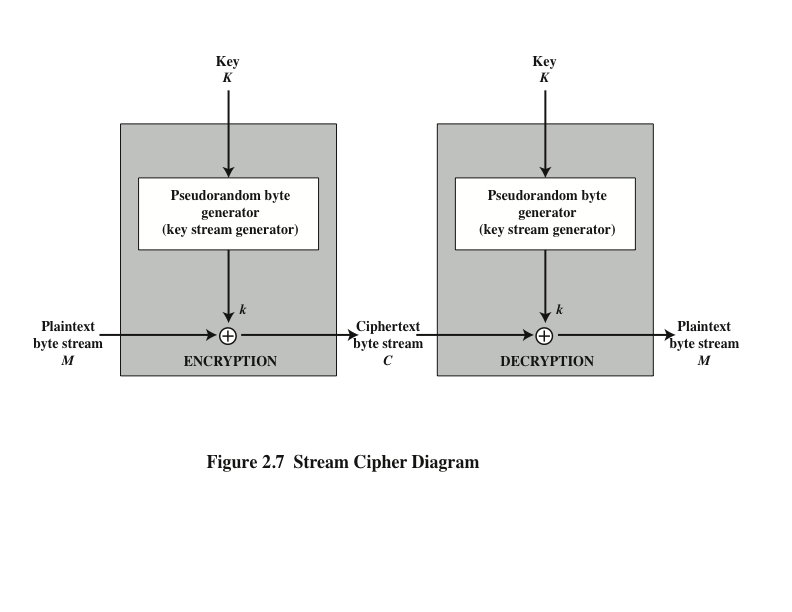 Key
K
Pseudorandom byte
generator
(key stream generator)
k
Plaintext
byte stream
M
ENCRYPTION
Ciphertext
byte stream
C
Key
K
Pseudorandom byte
generator
(key stream generator)
k
DECRYPTION
Plaintext
byte stream
M
Figure 2.7 Stream Cipher Diagram